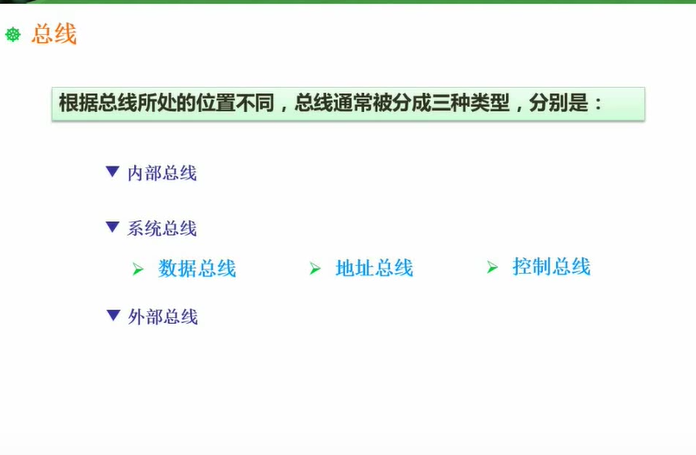 总线
根据总线所处的位置不同，总线通常被分成三种类型，分别是：
内部总线
系统总线
数据总线 地址总线 控制总线
外部总线